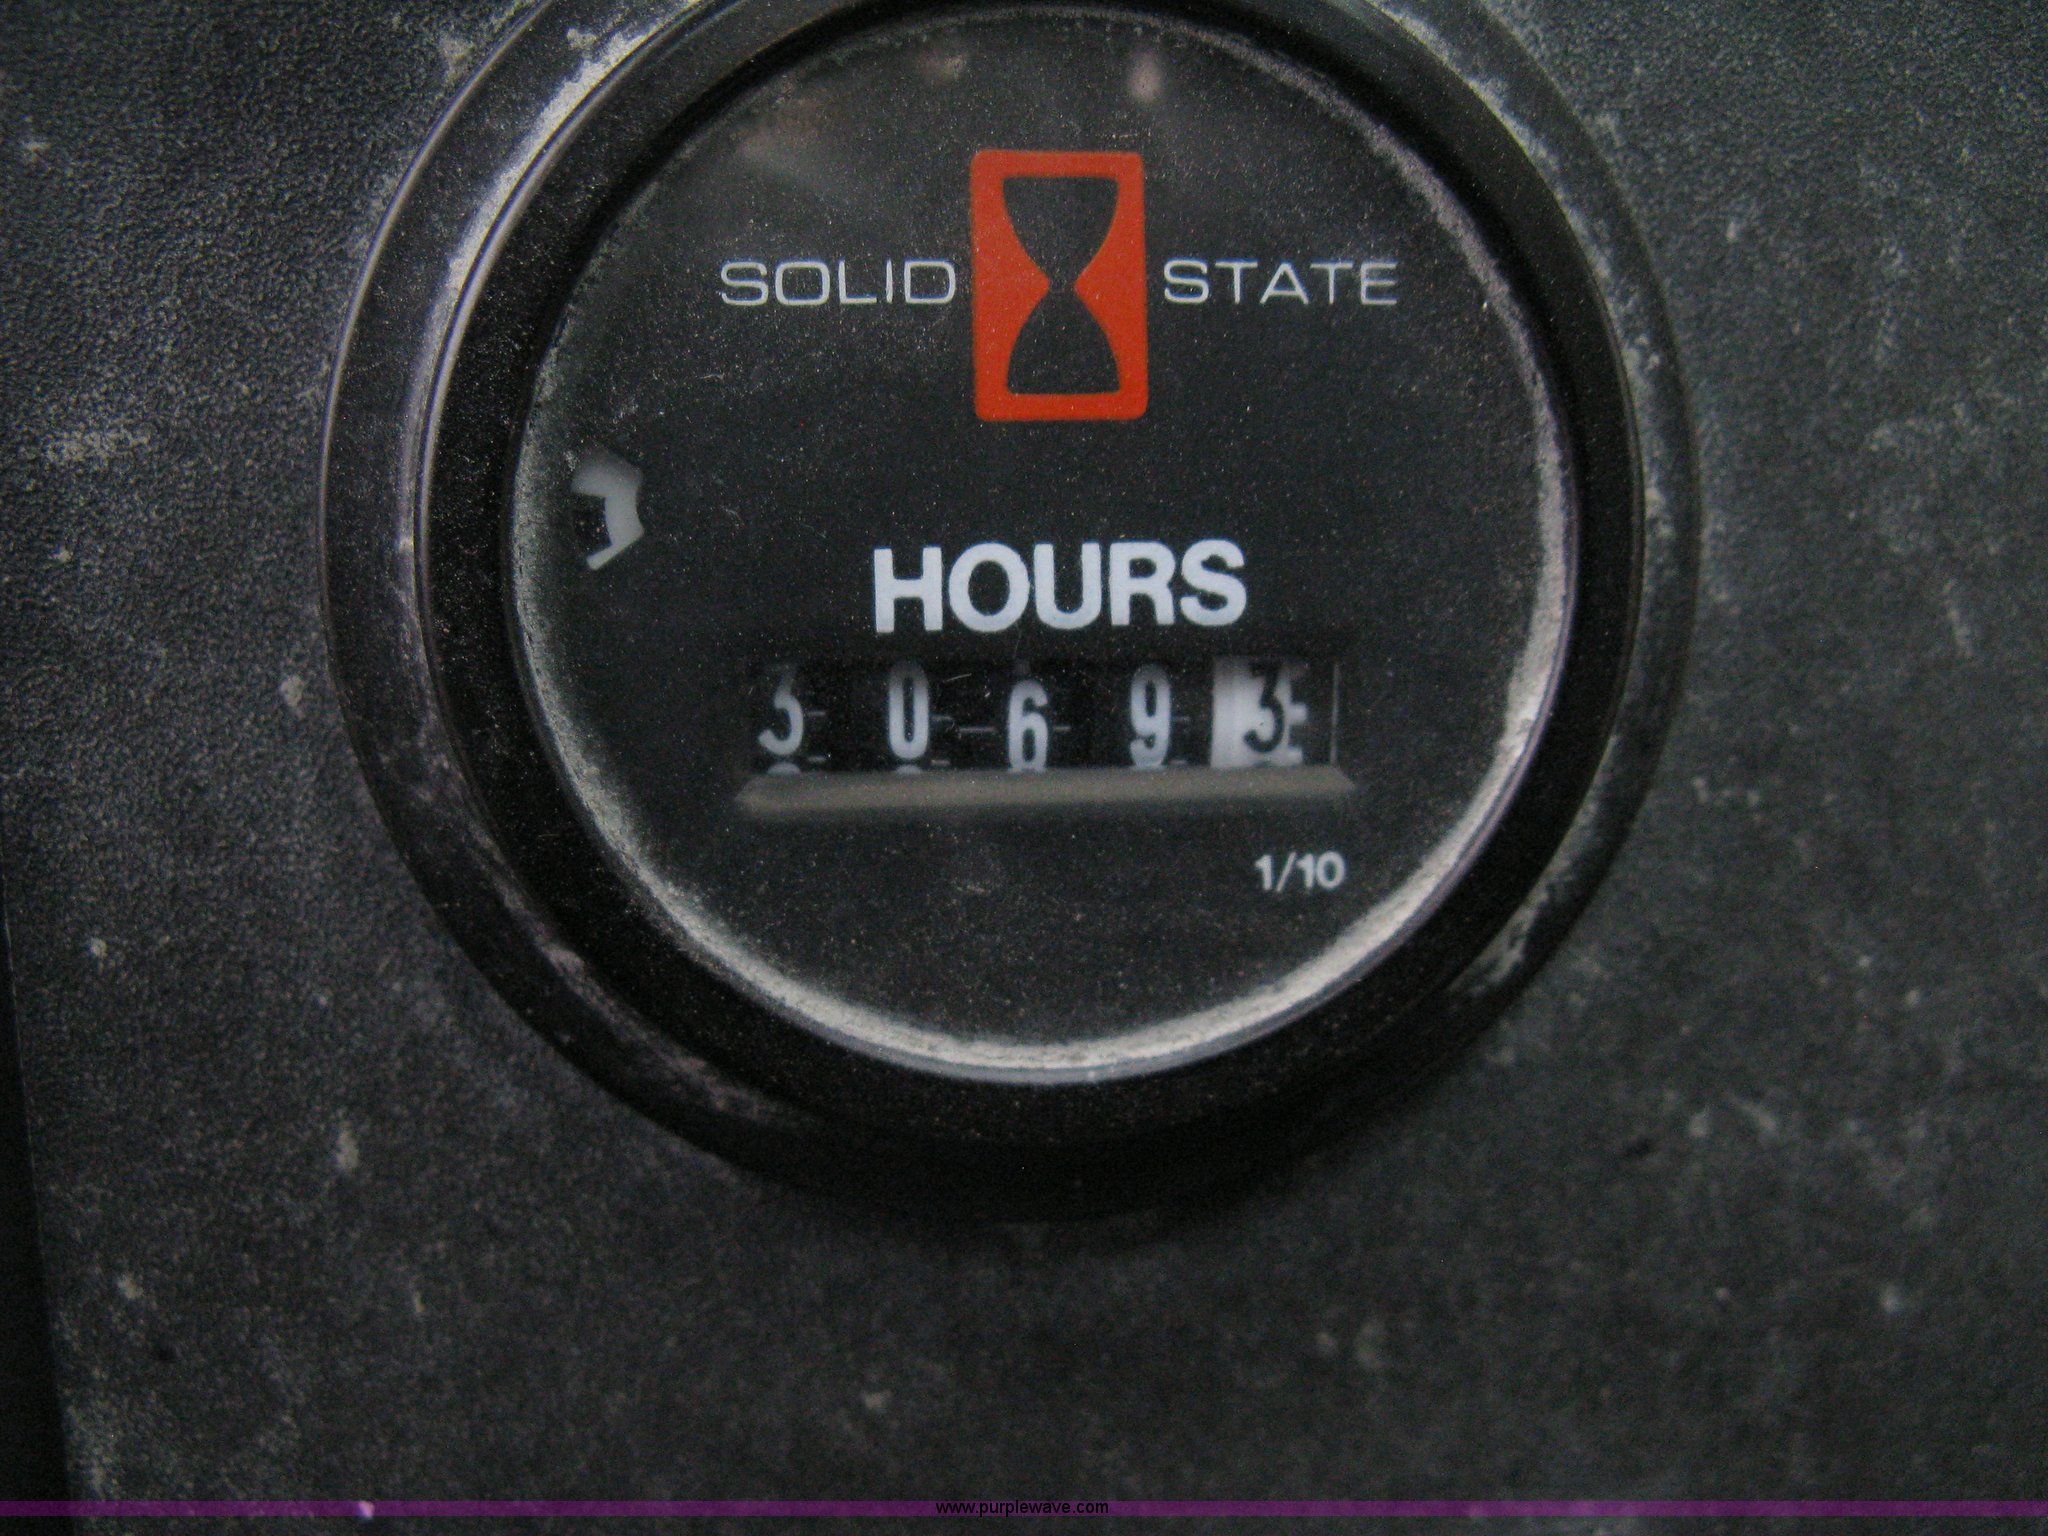 SOLID STATE
HOURS
3 0 6 9 3
1/10
www.purplewave.com